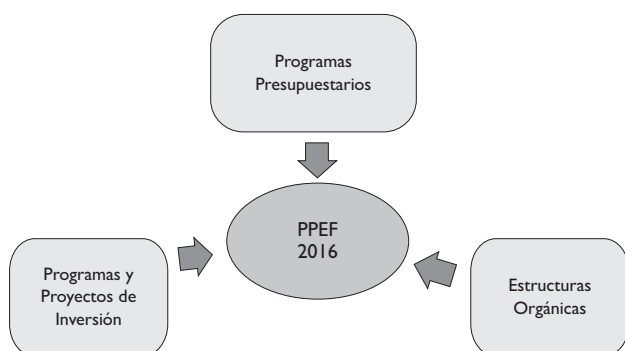 Programas
Presupuestarios
PPEF
2016
Programas y
Proyectos de
Inversión
Estructuras
Orgánicas